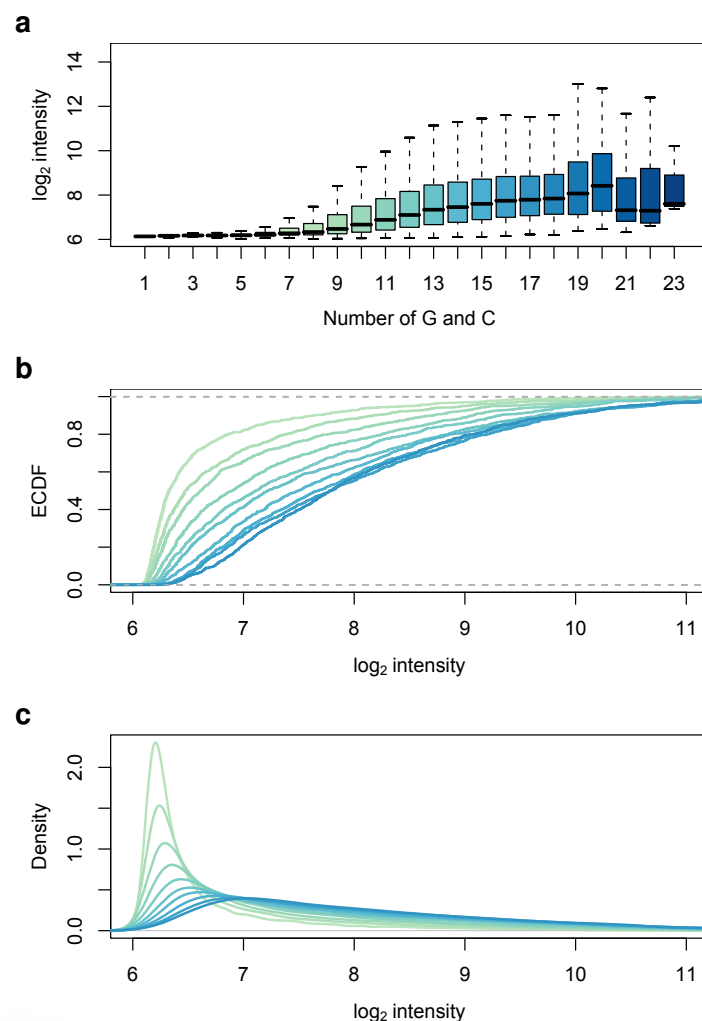 a
14
12
10
8
6
log₂ intensity
1 3 5 7 9 11 13 15 17 19 21 23
Number of G and C
b
0.8
0.4
0.0
ECDF
6 7 8 9 10 11
log₂ intensity
c
2.0
1.0
0.0
Density
6 7 8 9 10 11
log₂ intensity